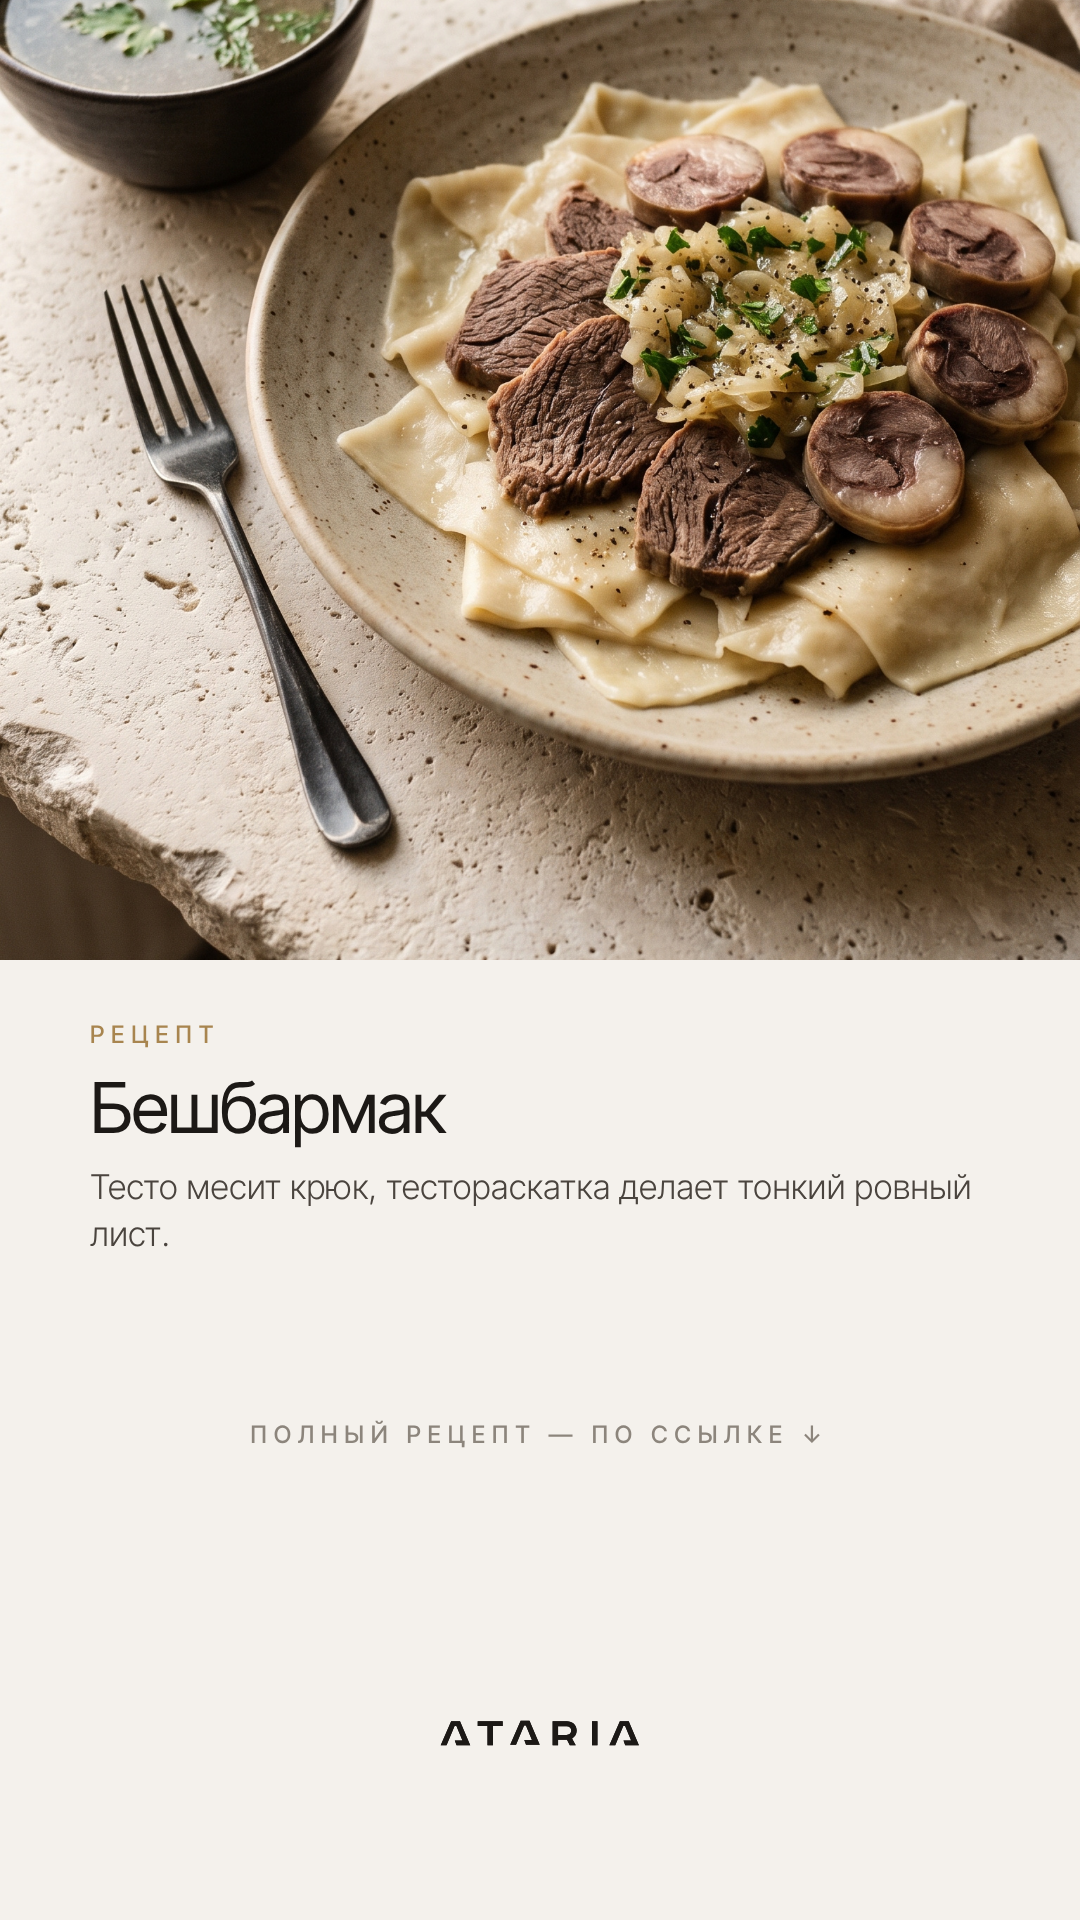 РЕЦЕПТ
Бешбармак
Тесто месит крюк, тестораскатка делает тонкий ровный
лист.
ПОЛНЫЙ РЕЦЕПТ — ПО ССЫЛКЕ ↓
ATARIA